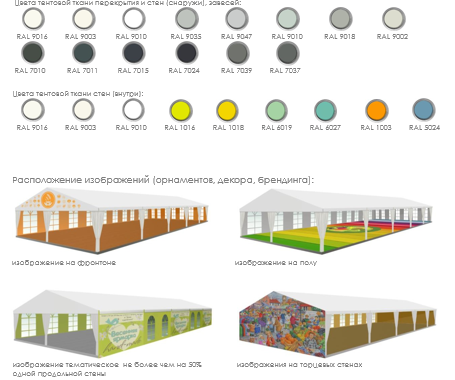 Цвета тентовой ткани перекрытия и стен (снаружи), завесей:
RAL 9016 RAL 9003 RAL 9010 RAL 9035 RAL 9047 RAL 9010 RAL 9018 RAL 9002
RAL 7010 RAL 7011 RAL 7015 RAL 7024 RAL 7039 RAL 7037
Цвета тентовой ткани стен (внутри):
RAL 9016 RAL 9003 RAL 9010 RAL 1016 RAL 1018 RAL 6019 RAL 6027 RAL 1003 RAL 5024
Расположение изображений (орнаментов, декора, брендинга):
изображение на фронтоне изображение на полу
изображение тематическое не более чем на 50% изображения на торцевых стенах
одной продольной стены